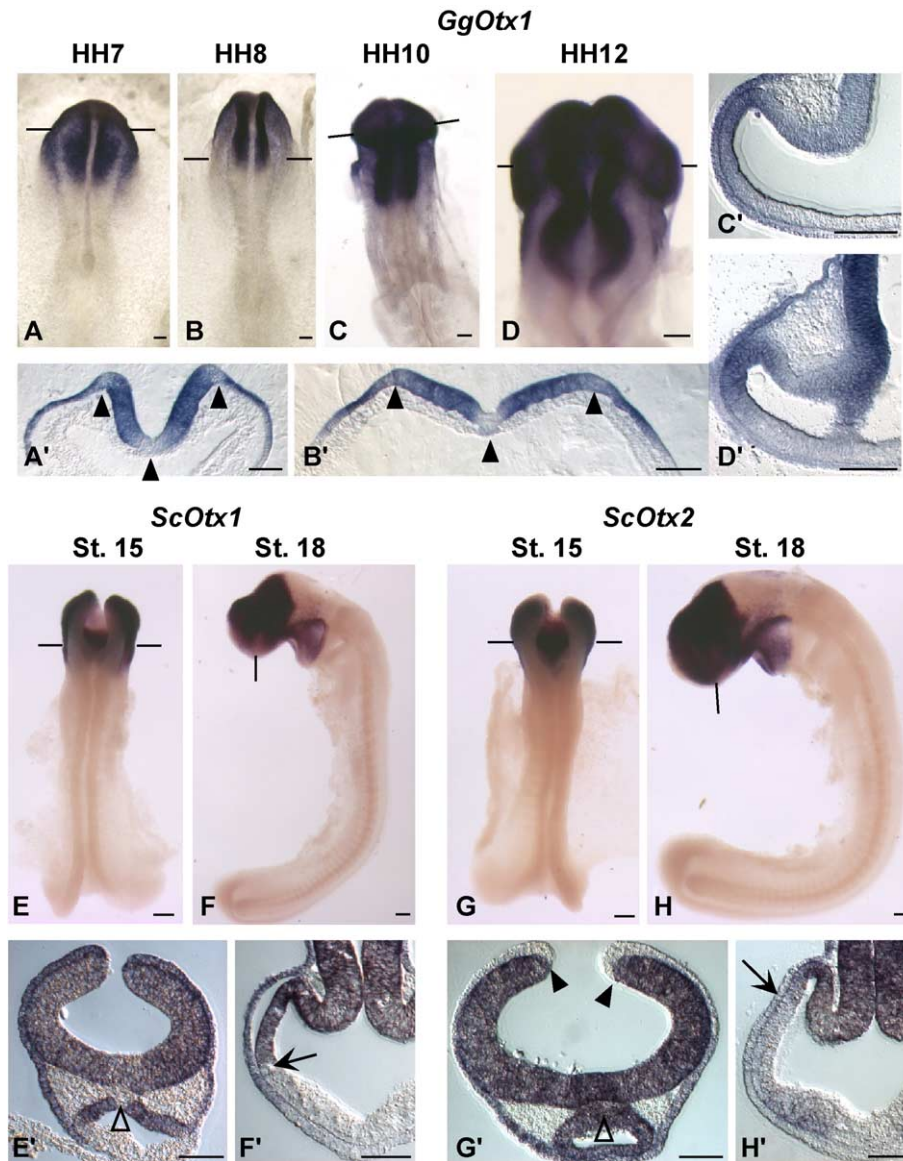 GgOtx1
HH7 HH8 HH10 HH12
C'
A B C D
A' B' D'
ScOtx1 ScOtx2
St. 15 St. 18 St. 15 St. 18
E F G H
E' F' G' H'